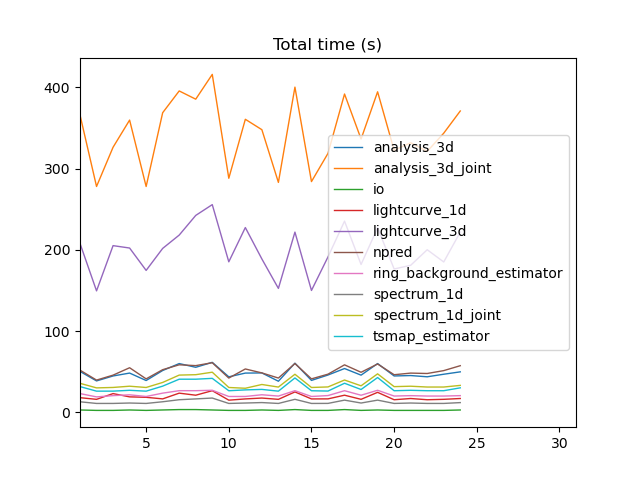 Total time (s)
400
300
200
100
0
analysis_3d
analysis_3d_joint
io
lightcurve_1d
lightcurve_3d
npred
ring_background_estimator
spectrum_1d
spectrum_1d_joint
tsmap_estimator
5 10 15 20 25 30